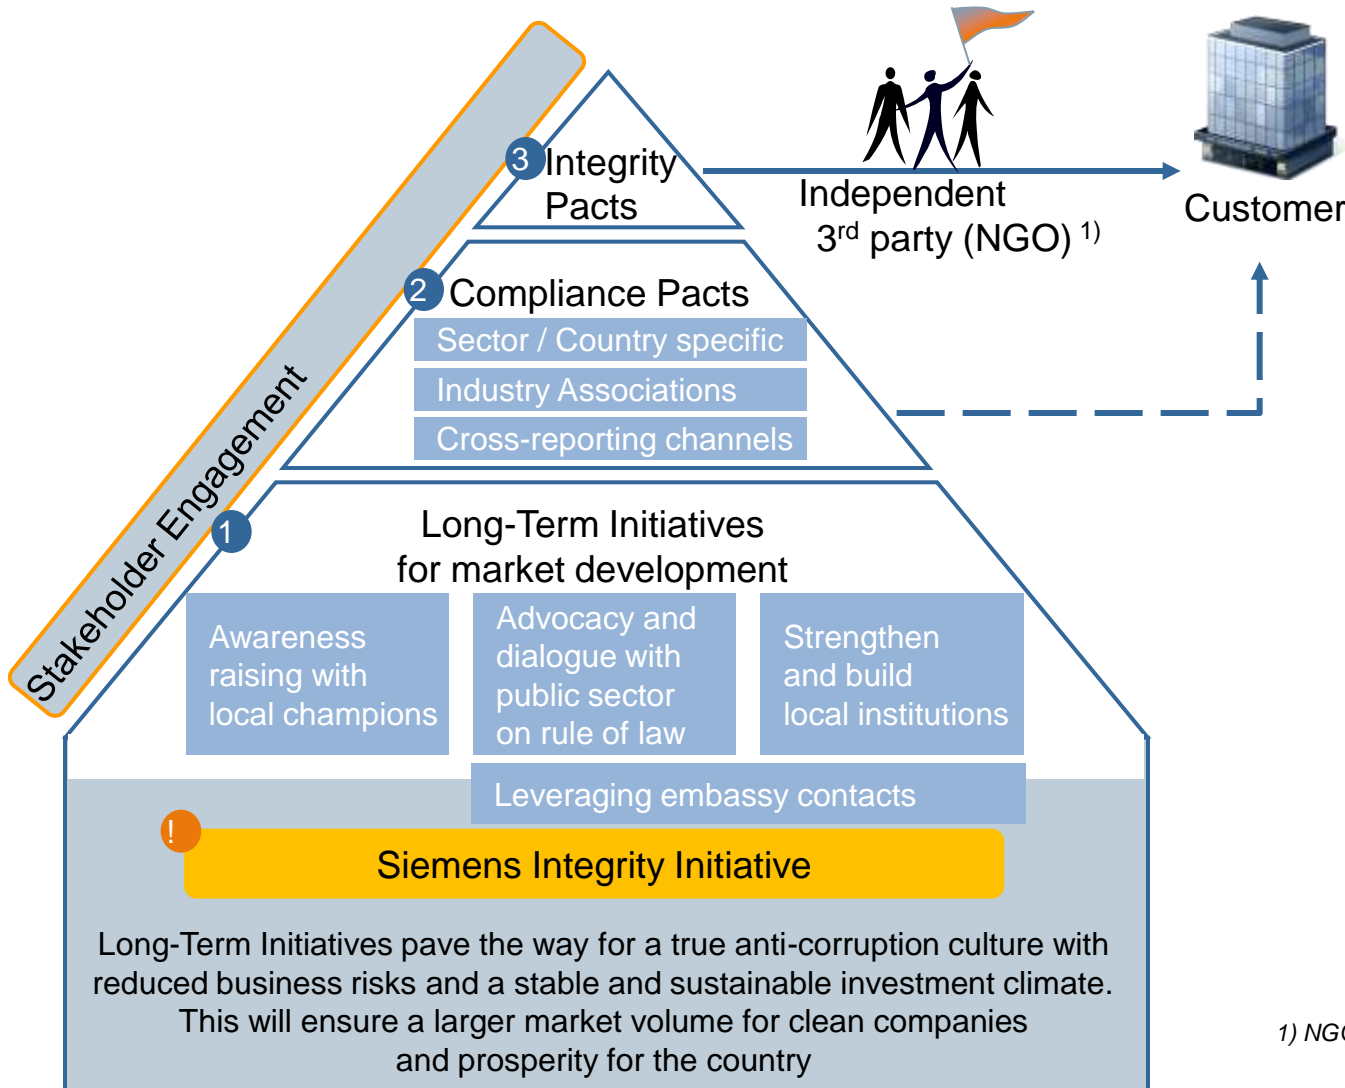 Stakeholder Engagement
3
Integrity
Pacts
Independent
3rd party (NGO) 1)
Customer
2
Compliance Pacts
Sector / Country specific
Industry Associations
Cross-reporting channels
1
Long-Term Initiatives
for market development
Awareness
raising with
local champions
Advocacy and
dialogue with
public sector
on rule of law
Strengthen
and build
local institutions
Leveraging embassy contacts
!
Siemens Integrity Initiative
Long-Term Initiatives pave the way for a true anti-corruption culture with
reduced business risks and a stable and sustainable investment climate.
This will ensure a larger market volume for clean companies
and prosperity for the country
1) NGO